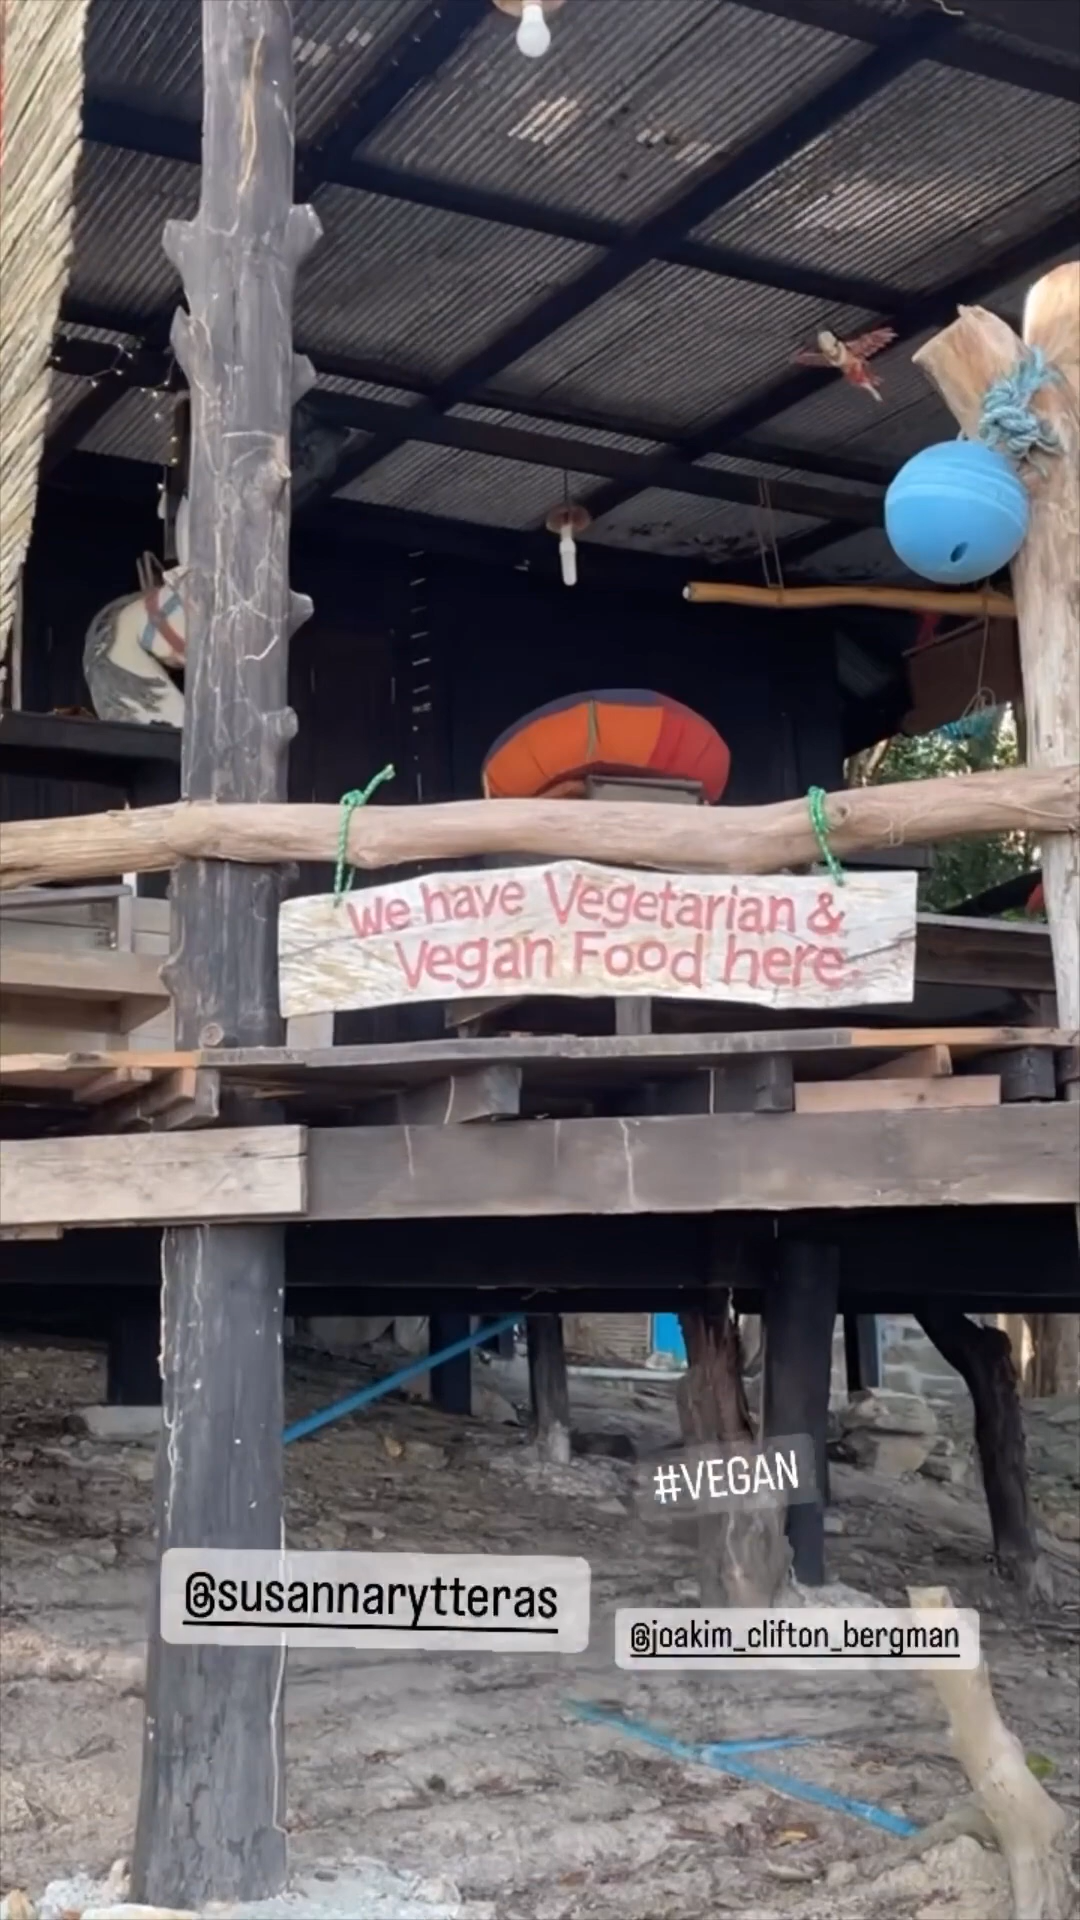 We have Vegetarian &
Vegan Food here.
#VEGAN
@susannarytteras
@joakim_clifton_bergman